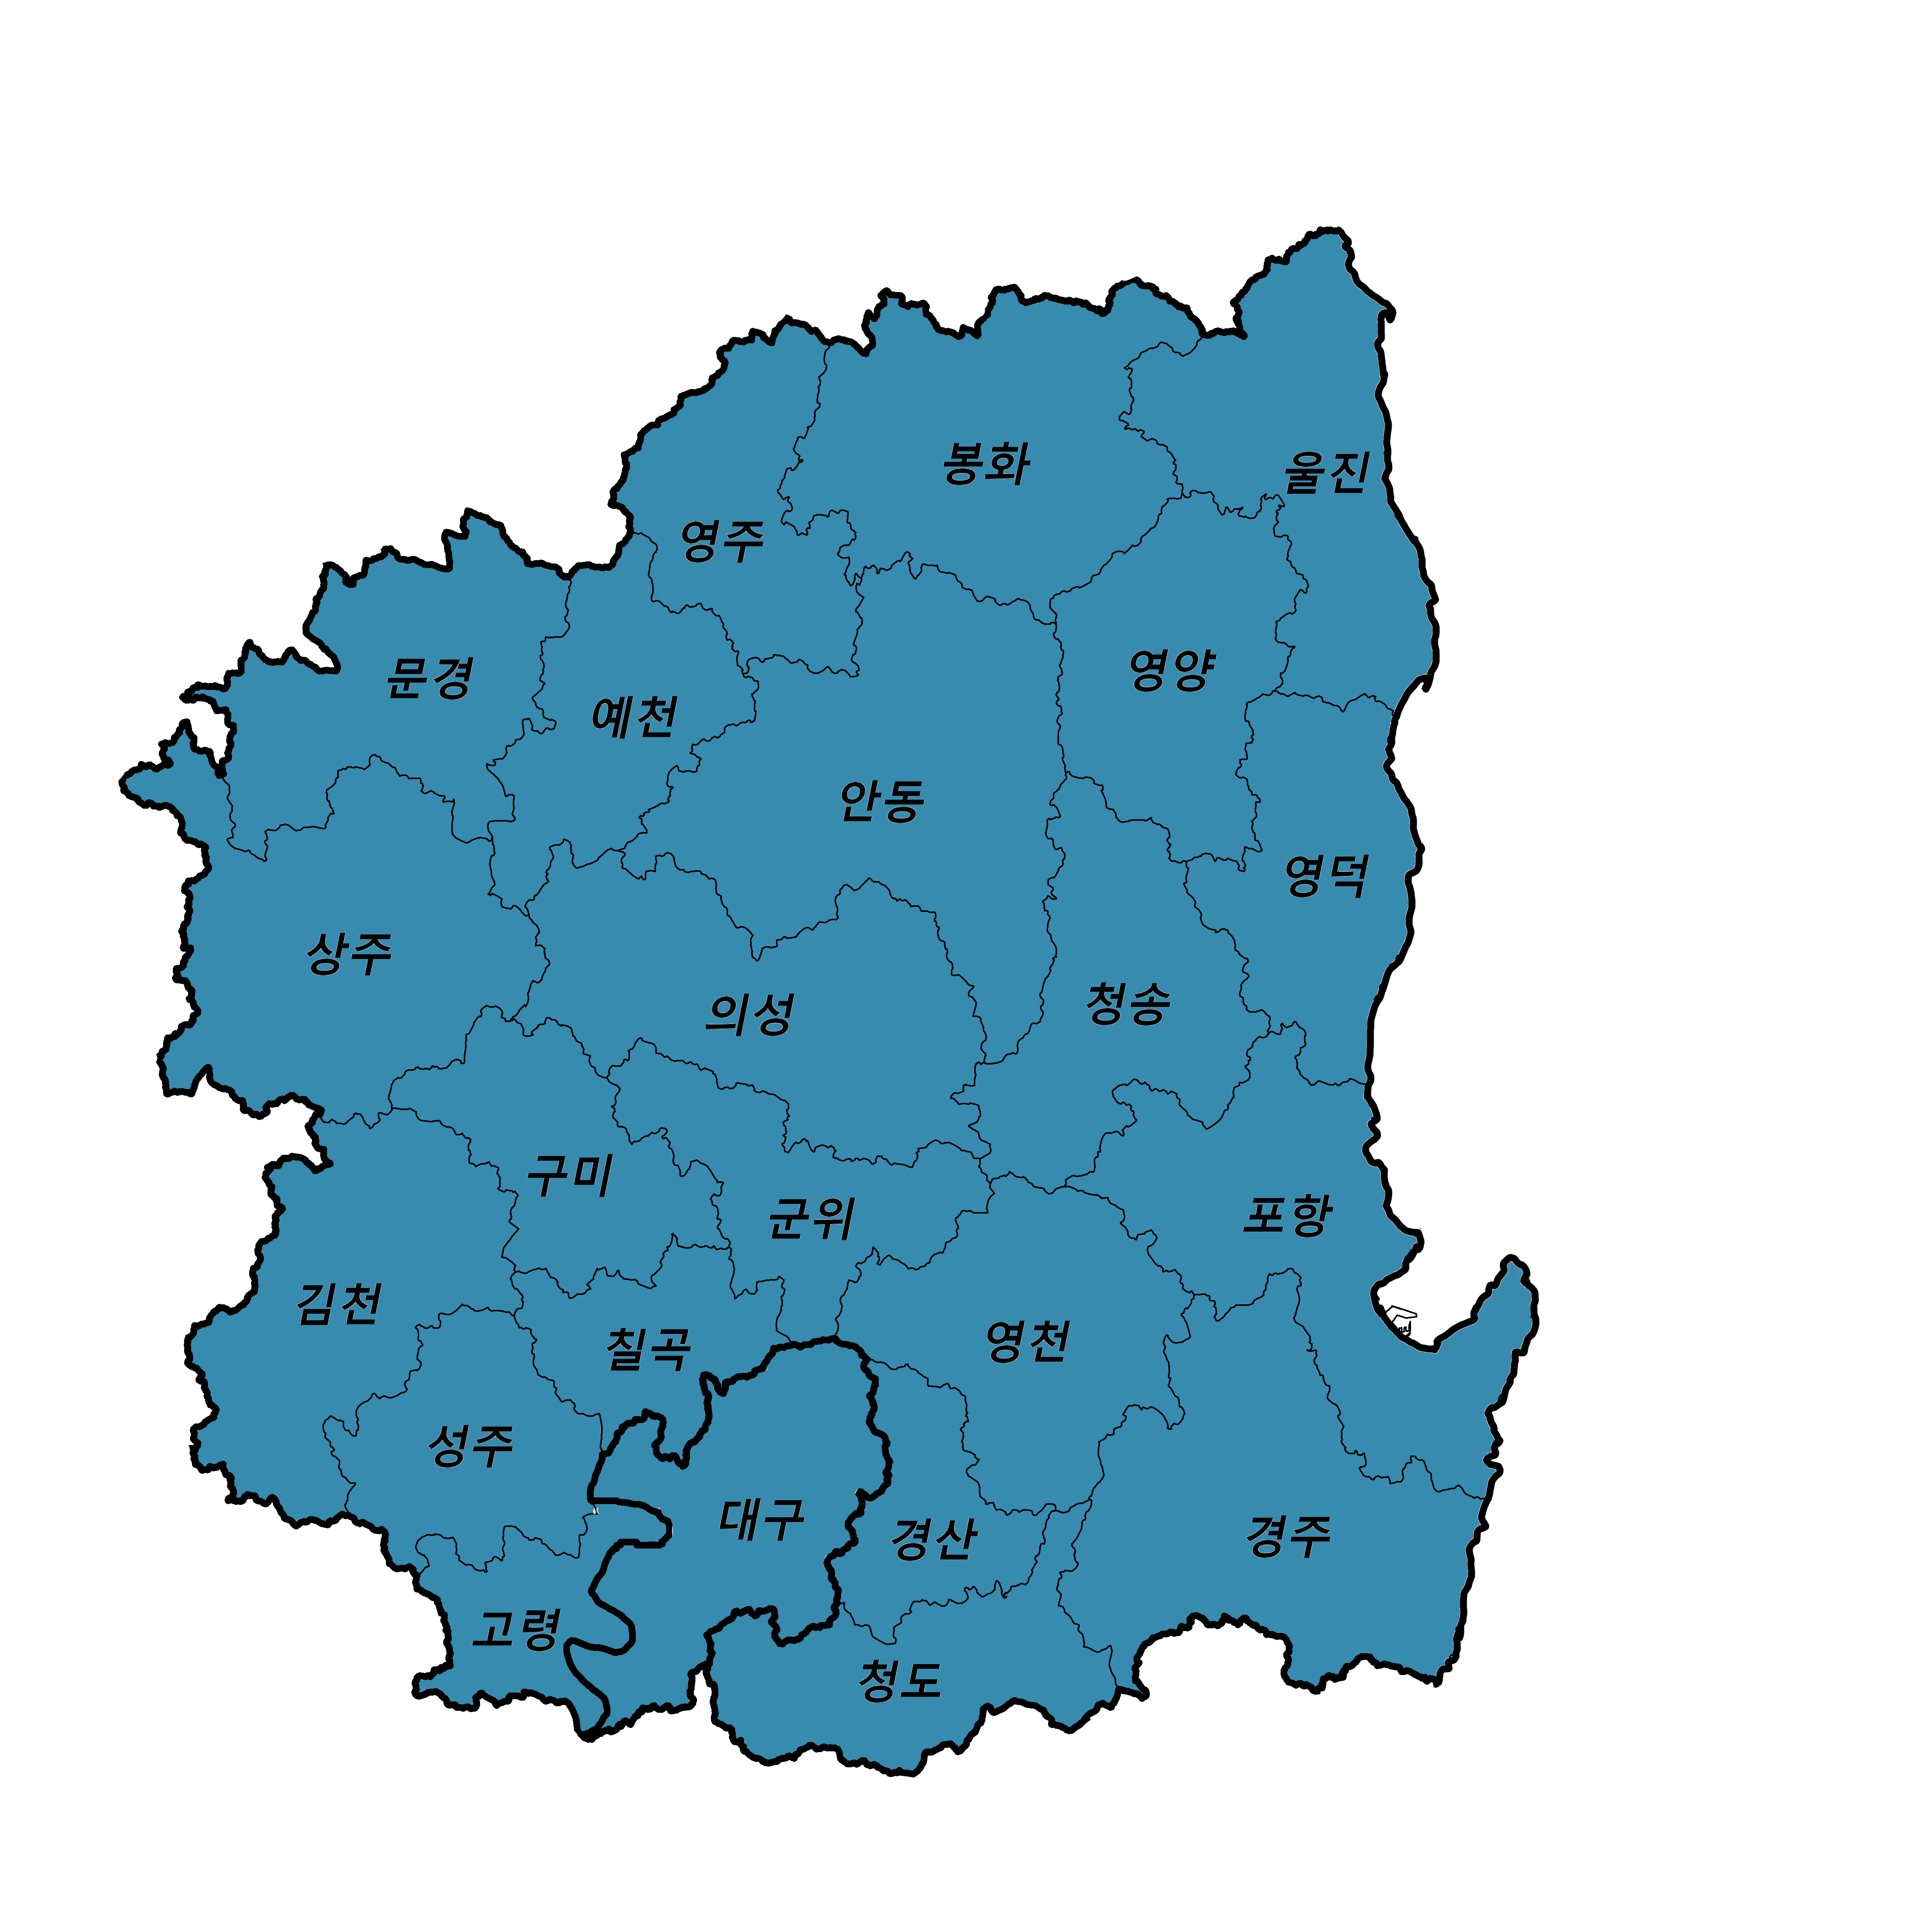 봉화
울진
영주
문경
영양
예천
안동
영덕
상주
의성
청송
구미
군위
포항
김천
영천
칠곡
성주
대구
경산
경주
고령
청도